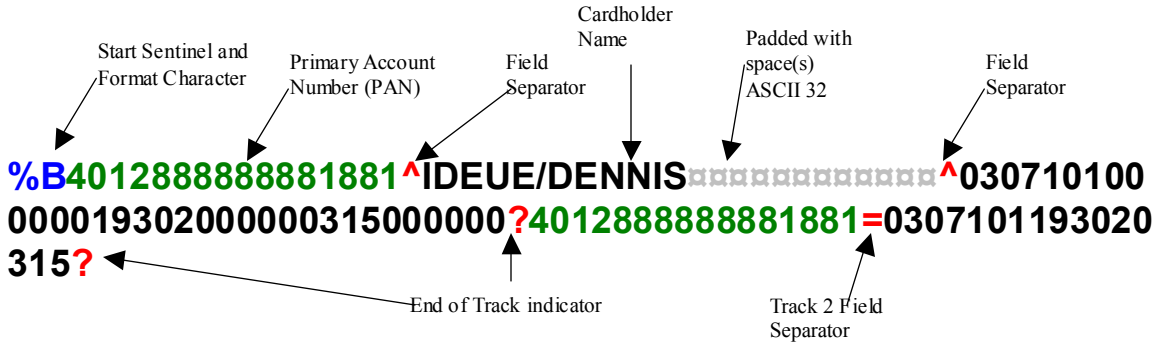 Cardholder
Name
Start Sentinel and
Format Character
Primary Account
Number (PAN)
Field
Separator
Padded with
space(s)
ASCII 32
Field
Separator
%B4012888888881881^IDEUE/DENNIS¤¤¤¤¤¤¤¤¤¤¤¤^030710100
000019302000000315000000?4012888888881881=0307101193020
315?
End of Track indicator
Track 2 Field
Separator